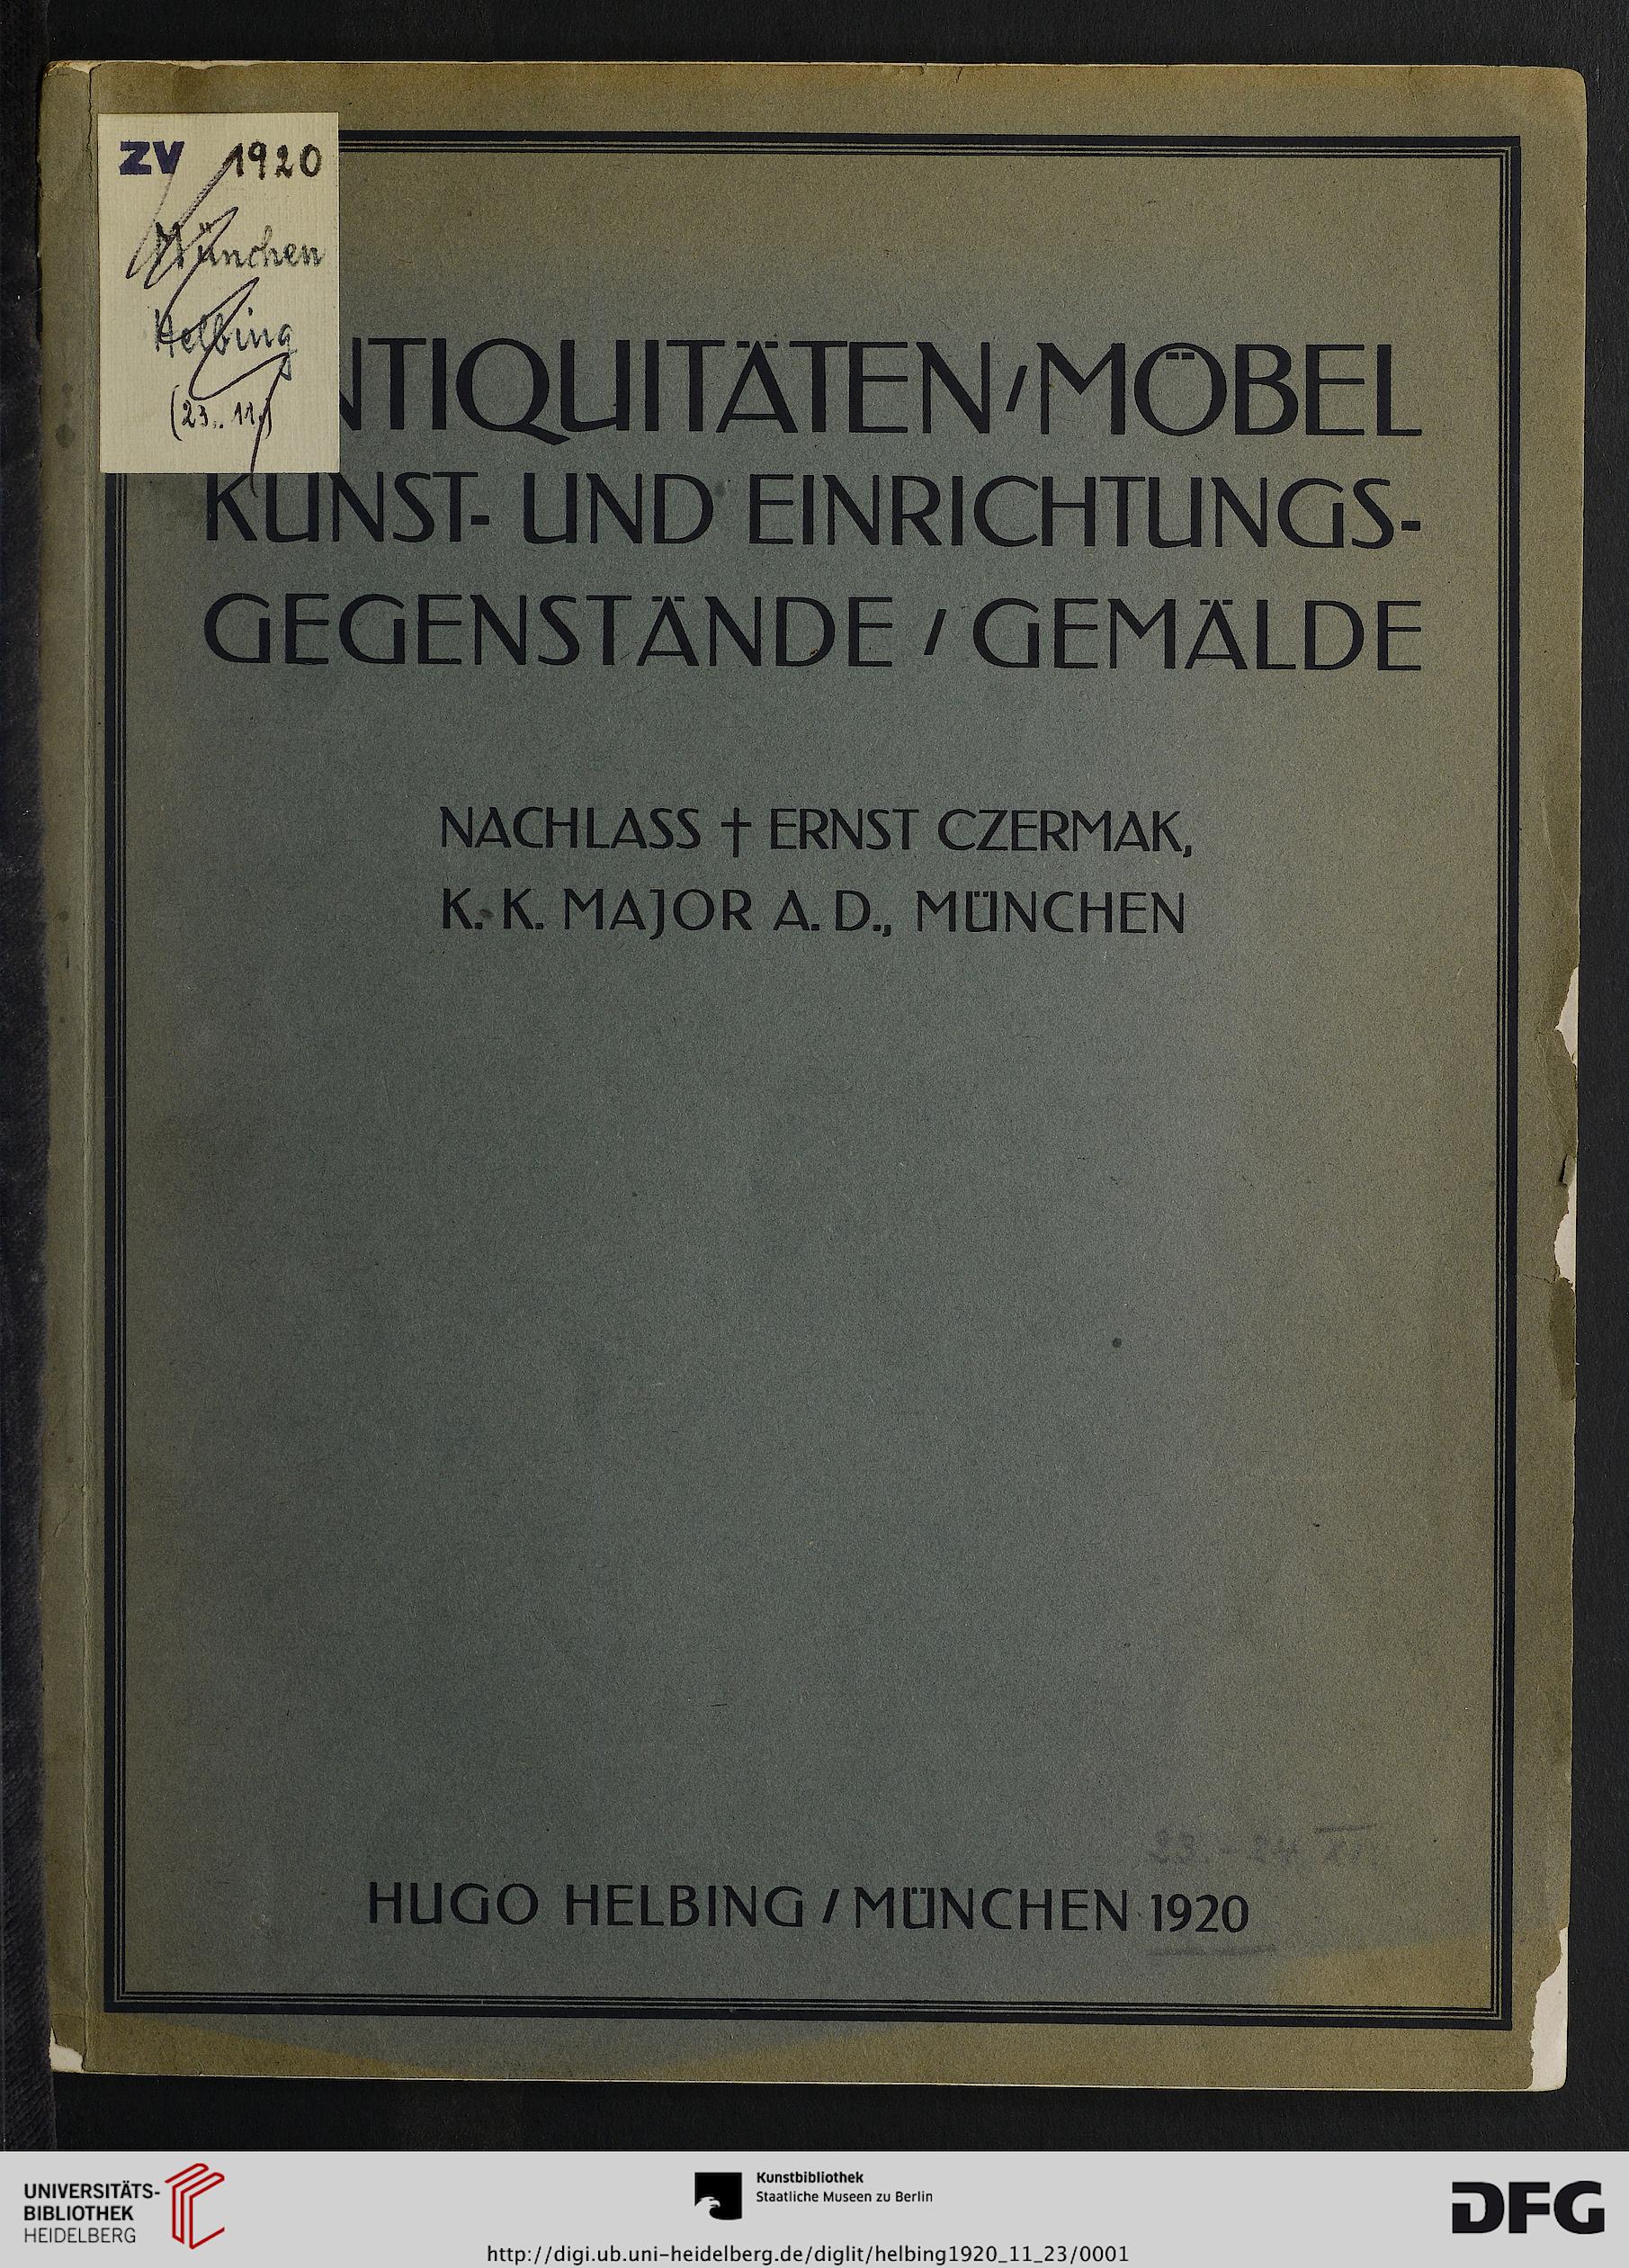 ZV 1920
München
Helbing
(23., 11.)
NTIQUITÄTEN / MÖBEL
KUNST- UND EINRICHTUNGS-
GEGENSTÄNDE / GEMÄLDE
NACHLASS † ERNST CZERMAK,
K. K. MAJOR A. D., MÜNCHEN
23.-24.
HUGO HELBING / MÜNCHEN 1920
UNIVERSITÄTS-
BIBLIOTHEK
HEIDELBERG
Kunstbibliothek
Staatliche Museen zu Berlin
DFG
http://digi.ub.uni-heidelberg.de/diglit/helbing1920_11_23/0001